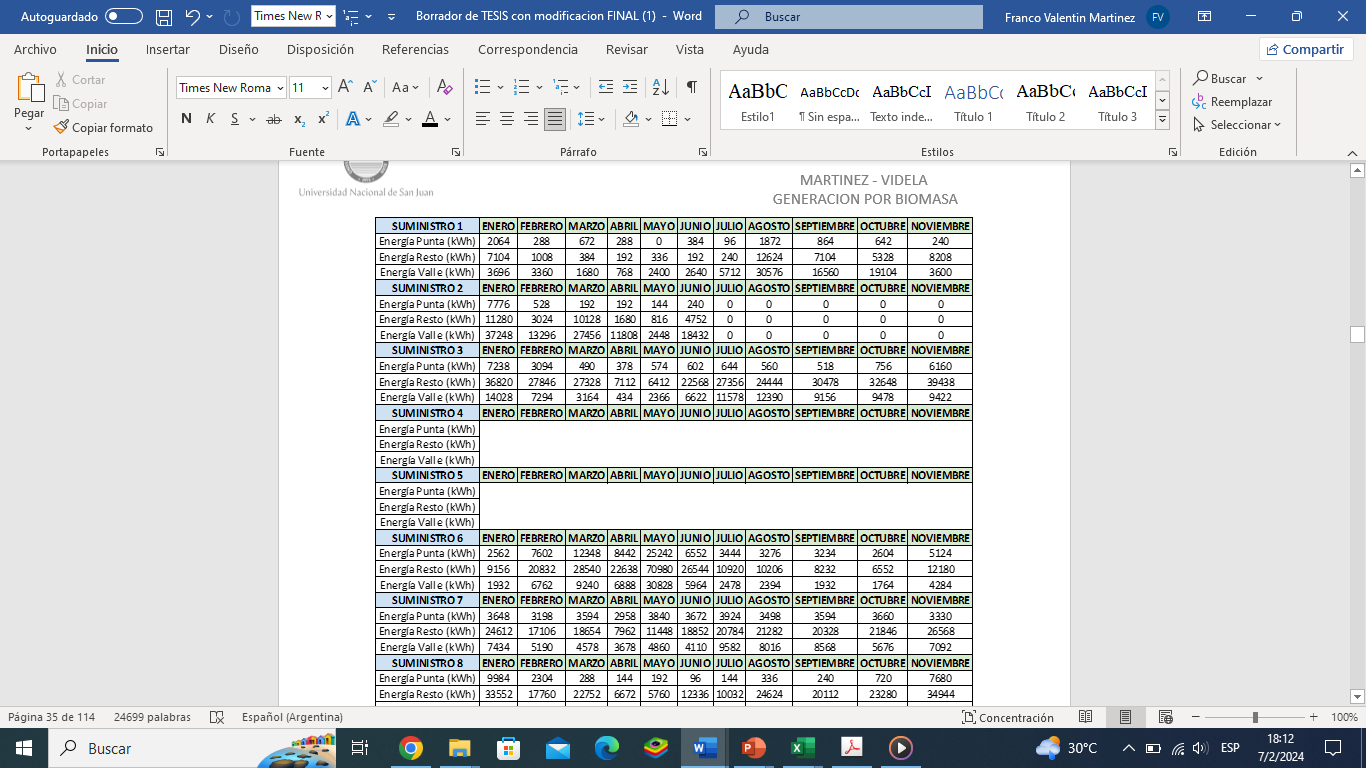 Autoguardado Times New R Borrador de TESIS con modificacion FINAL (1) - Word Buscar Franco Valentin Martinez FV
Archivo Inicio Insertar Diseño Disposición Referencias Correspondencia Revisar Vista Ayuda Compartir
Pegar Cortar Copiar Copiar formato
Times New Roma 11
N K S ab x₂ x² A A
AaBbC AaBbCcDc AaBbCcI AaBbCc AaBbCc AaBbCcI
Estilo1 ¶ Sin espa... Texto inde... Título 1 Título 2 Título 3
Buscar
Reemplazar
Seleccionar
Portapapeles Fuente Párrafo Estilos Edición
Universidad Nacional de San Juan
MARTINEZ - VIDELA
GENERACION POR BIOMASA
SUMINISTRO 1 ENERO FEBRERO MARZO ABRIL MAYO JUNIO JULIO AGOSTO SEPTIEMBRE OCTUBRE NOVIEMBRE
Energía Punta (kWh) 2064 288 672 288 0 384 96 1872 864 642 240
Energía Resto (kWh) 7104 1008 384 192 336 192 240 12624 7104 5328 8208
Energía Valle (kWh) 3696 3360 1680 768 2400 2640 5712 30576 16560 19104 3600
SUMINISTRO 2 ENERO FEBRERO MARZO ABRIL MAYO JUNIO JULIO AGOSTO SEPTIEMBRE OCTUBRE NOVIEMBRE
Energía Punta (kWh) 7776 528 192 192 144 240 0 0 0 0 0
Energía Resto (kWh) 11280 3024 10128 1680 816 4752 0 0 0 0 0
Energía Valle (kWh) 37248 13296 27456 11808 2448 18432 0 0 0 0 0
SUMINISTRO 3 ENERO FEBRERO MARZO ABRIL MAYO JUNIO JULIO AGOSTO SEPTIEMBRE OCTUBRE NOVIEMBRE
Energía Punta (kWh) 7238 3094 490 378 574 602 644 560 518 756 6160
Energía Resto (kWh) 36820 27846 27328 7112 6412 22568 27356 24444 30478 32648 39438
Energía Valle (kWh) 14028 7294 3164 434 2366 6622 11578 12390 9156 9478 9422
SUMINISTRO 4 ENERO FEBRERO MARZO ABRIL MAYO JUNIO JULIO AGOSTO SEPTIEMBRE OCTUBRE NOVIEMBRE
Energía Punta (kWh)
Energía Resto (kWh)
Energía Valle (kWh)
SUMINISTRO 5 ENERO FEBRERO MARZO ABRIL MAYO JUNIO JULIO AGOSTO SEPTIEMBRE OCTUBRE NOVIEMBRE
Energía Punta (kWh)
Energía Resto (kWh)
Energía Valle (kWh)
SUMINISTRO 6 ENERO FEBRERO MARZO ABRIL MAYO JUNIO JULIO AGOSTO SEPTIEMBRE OCTUBRE NOVIEMBRE
Energía Punta (kWh) 2562 7602 12348 8442 25242 6552 3444 3276 3234 2604 5124
Energía Resto (kWh) 9156 20832 28540 22638 70980 26544 10920 10206 8232 6552 12180
Energía Valle (kWh) 1932 6762 9240 6888 30828 5964 2478 2394 1932 1764 4284
SUMINISTRO 7 ENERO FEBRERO MARZO ABRIL MAYO JUNIO JULIO AGOSTO SEPTIEMBRE OCTUBRE NOVIEMBRE
Energía Punta (kWh) 3648 3198 3594 2958 3840 3672 3924 3498 3594 3660 3330
Energía Resto (kWh) 24612 17106 18654 7962 11448 18852 20784 21282 20328 21846 26568
Energía Valle (kWh) 7434 5190 4578 3678 4860 4110 9582 8016 8568 5676 7092
SUMINISTRO 8 ENERO FEBRERO MARZO ABRIL MAYO JUNIO JULIO AGOSTO SEPTIEMBRE OCTUBRE NOVIEMBRE
Energía Punta (kWh) 9984 2304 288 144 192 96 144 336 240 720 7680
Energía Resto (kWh) 33552 17760 22752 6672 5760 12336 10032 24624 20112 23280 34944
Página 35 de 114 24699 palabras Español (Argentina) Concentración 100%
Buscar 30°C ESP 18:12
7/2/2024